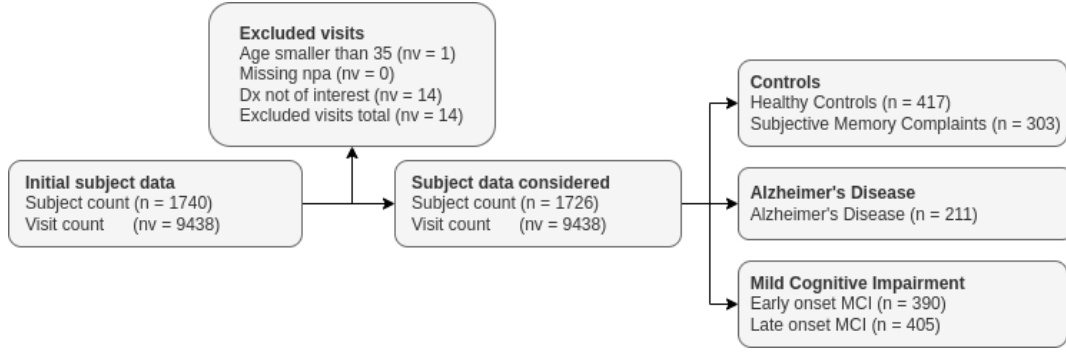 Excluded visits
Age smaller than 35 (nv = 1)
Missing npa (nv = 0)
Dx not of interest (nv = 14)
Excluded visits total (nv = 14)
Initial subject data
Subject count (n = 1740)
Visit count (nv = 9438)
Subject data considered
Subject count (n = 1726)
Visit count (nv = 9438)
Controls
Healthy Controls (n = 417)
Subjective Memory Complaints (n = 303)
Alzheimer's Disease
Alzheimer's Disease (n = 211)
Mild Cognitive Impairment
Early onset MCI (n = 390)
Late onset MCI (n = 405)